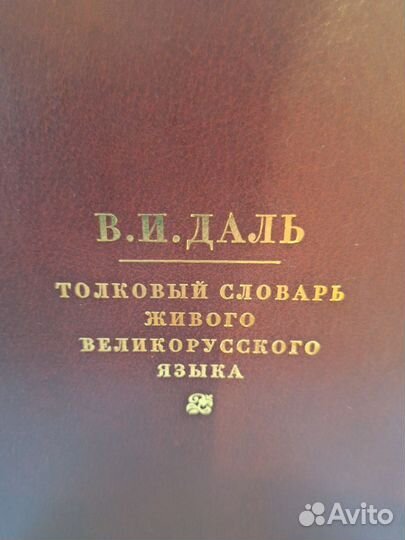 В.И.ДАЛЬ
ТОЛКОВЫЙ СЛОВАРЬ
ЖИВОГО
ВЕЛИКОРУССКОГО
ЯЗЫКА
Avito